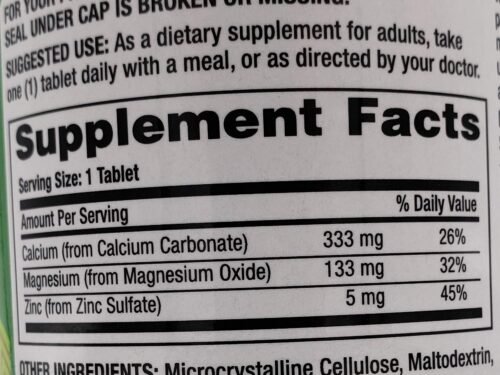 FOR YOUR
SEAL UNDER CAP IS BROKEN OR MISSING.
SUGGESTED USE: As a dietary supplement for adults, take
one (1) tablet daily with a meal, or as directed by your doctor.
Supplement Facts
Serving Size: 1 Tablet
Amount Per Serving % Daily Value
Calcium (from Calcium Carbonate) 333 mg 26%
Magnesium (from Magnesium Oxide) 133 mg 32%
Zinc (from Zinc Sulfate) 5 mg 45%
OTHER INGREDIENTS: Microcrystalline Cellulose, Maltodextrin,